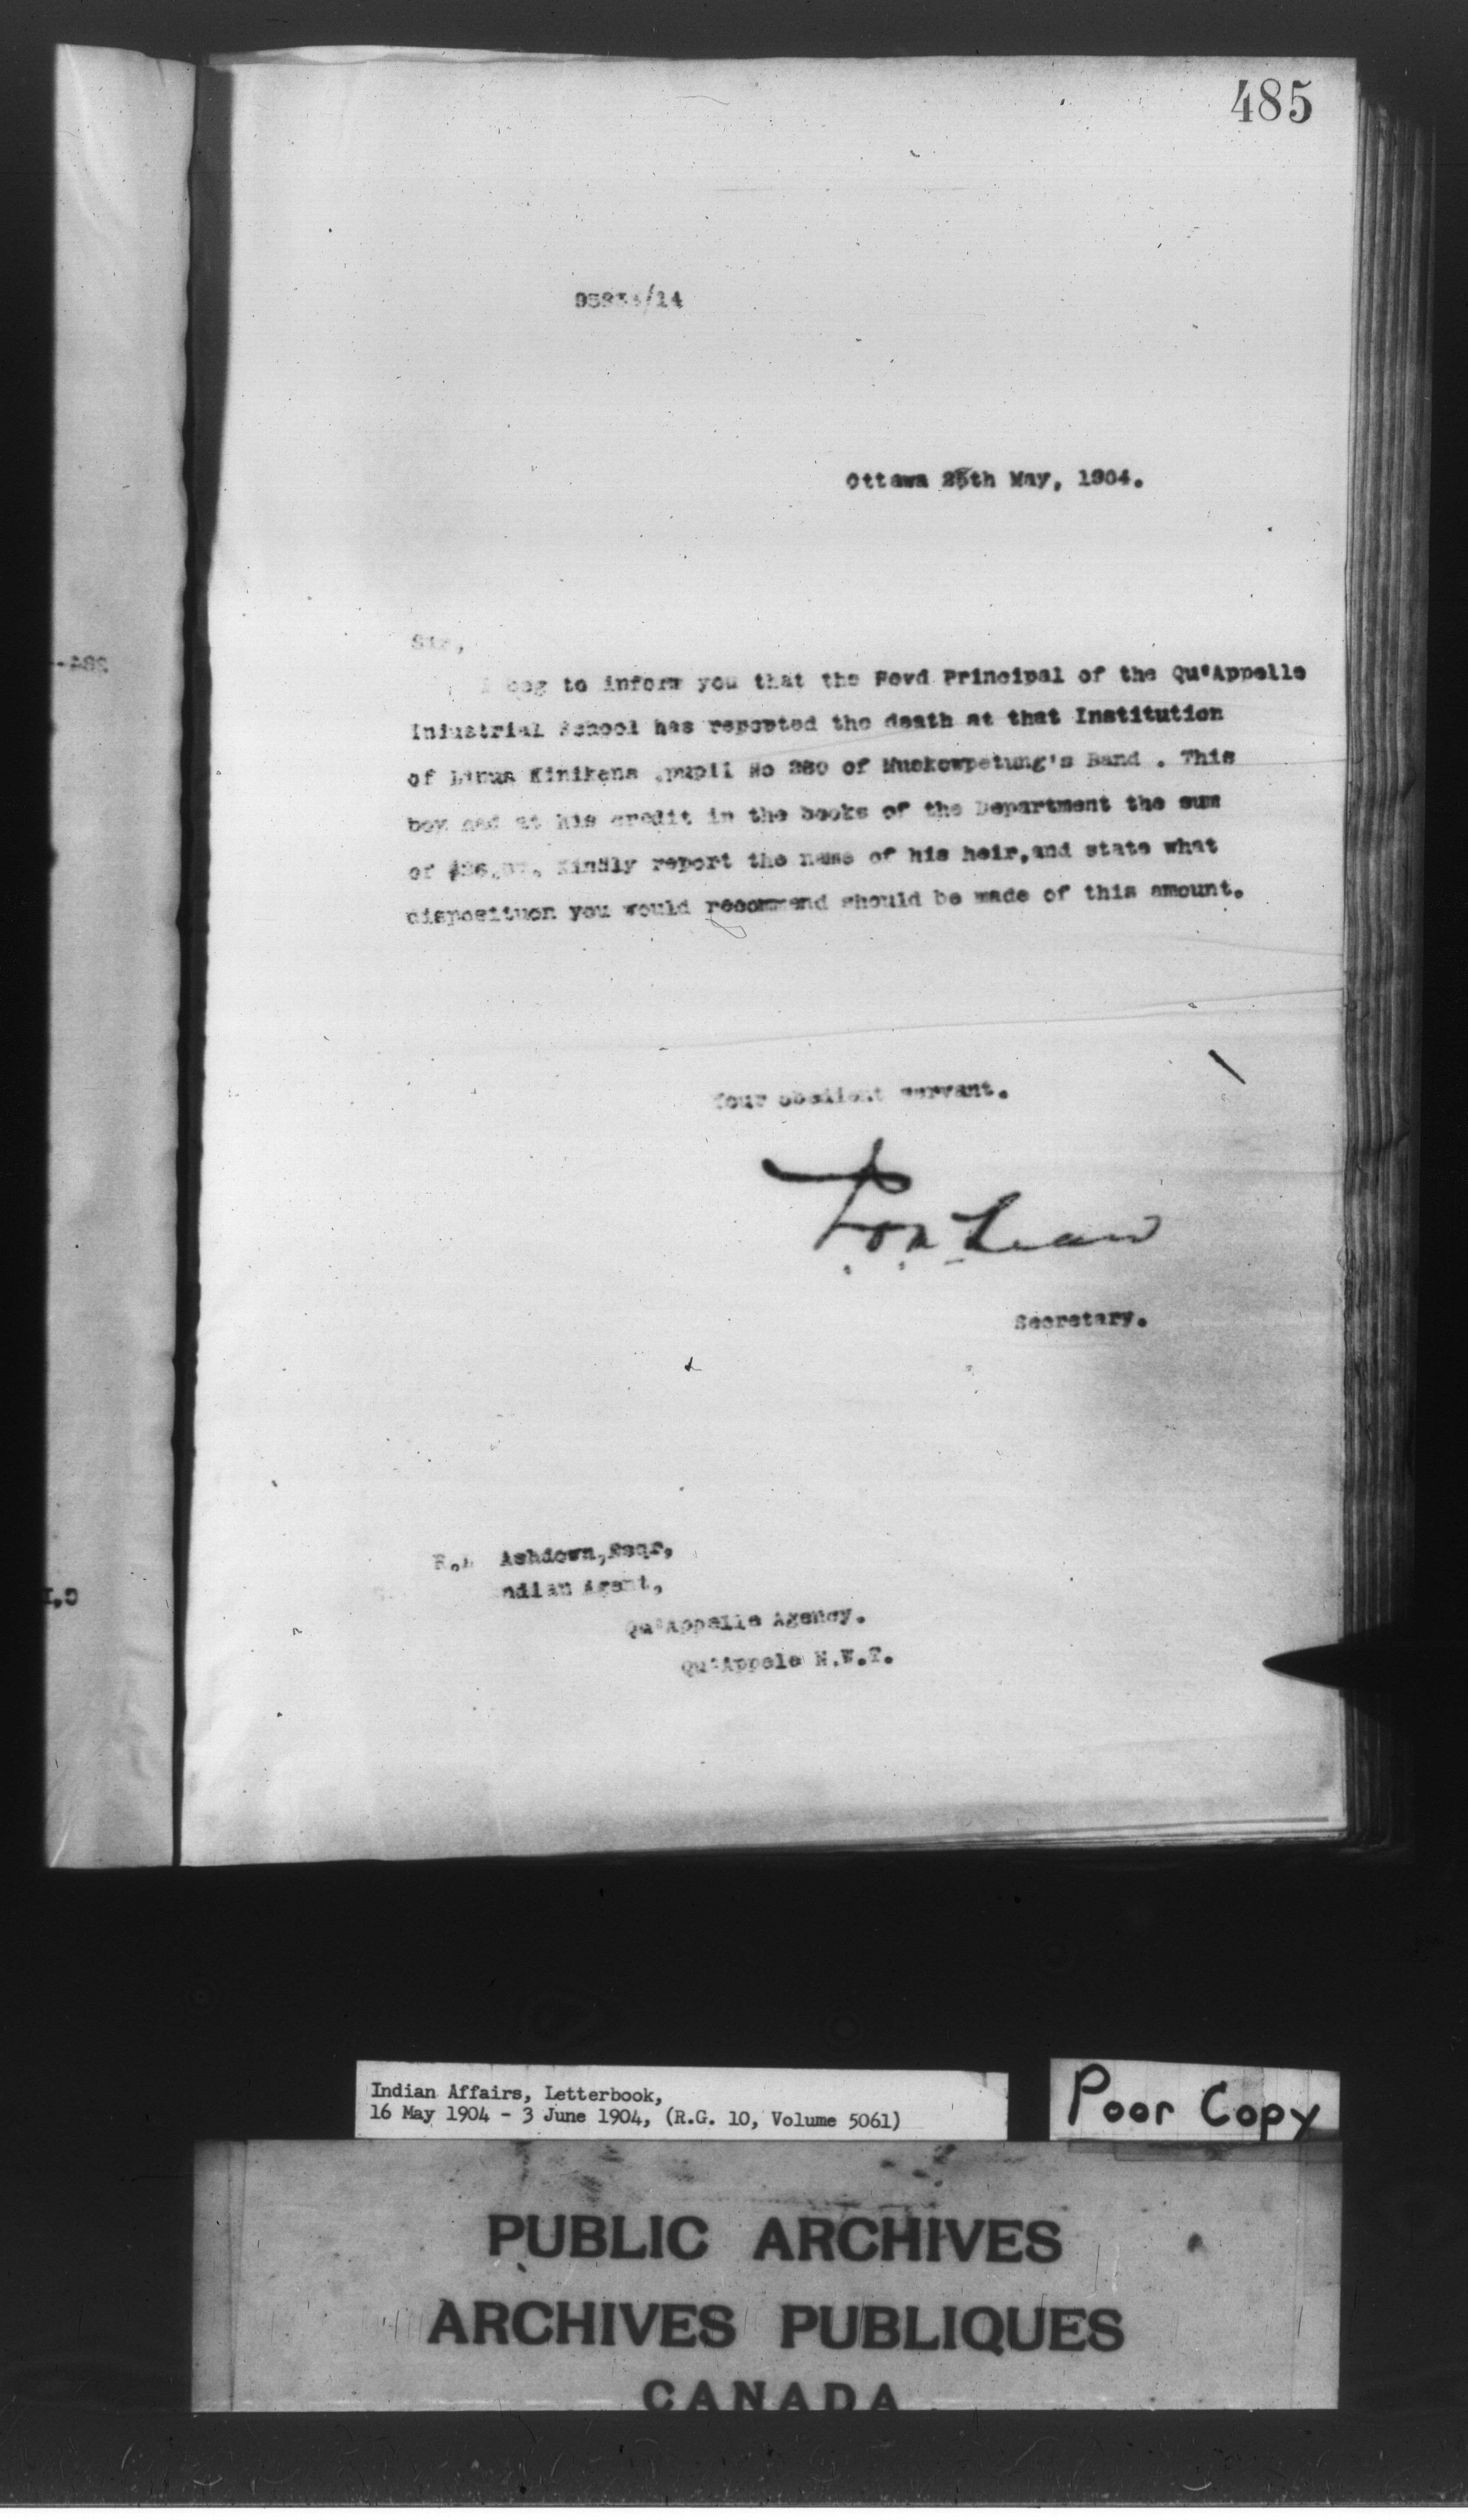 485
/14
Ottawa 25th May, 1904.
Sir,
I beg to inform you that the Revd Principal of the Qu'Appelle
Industrial School has reported the death at that Institution
of Linus Kinikens ,pupil No 280 of Muskowpetung's Band . This
boy had at his credit in the books of the Department the sum
of Kindly report the name of his heir,and state what
disposituon you would recommend should be made of this amount.
Your obedient servant.
Secretary.
Ashdown,Esqr,
Indian Agent,
Qu'Appelle Agency.
Qu'Appele N.W.T.
Indian Affairs, Letterbook,
16 May 1904 - 3 June 1904, (R.G. 10, Volume 5061)
Poor Copy
PUBLIC ARCHIVES
ARCHIVES PUBLIQUES
CANADA